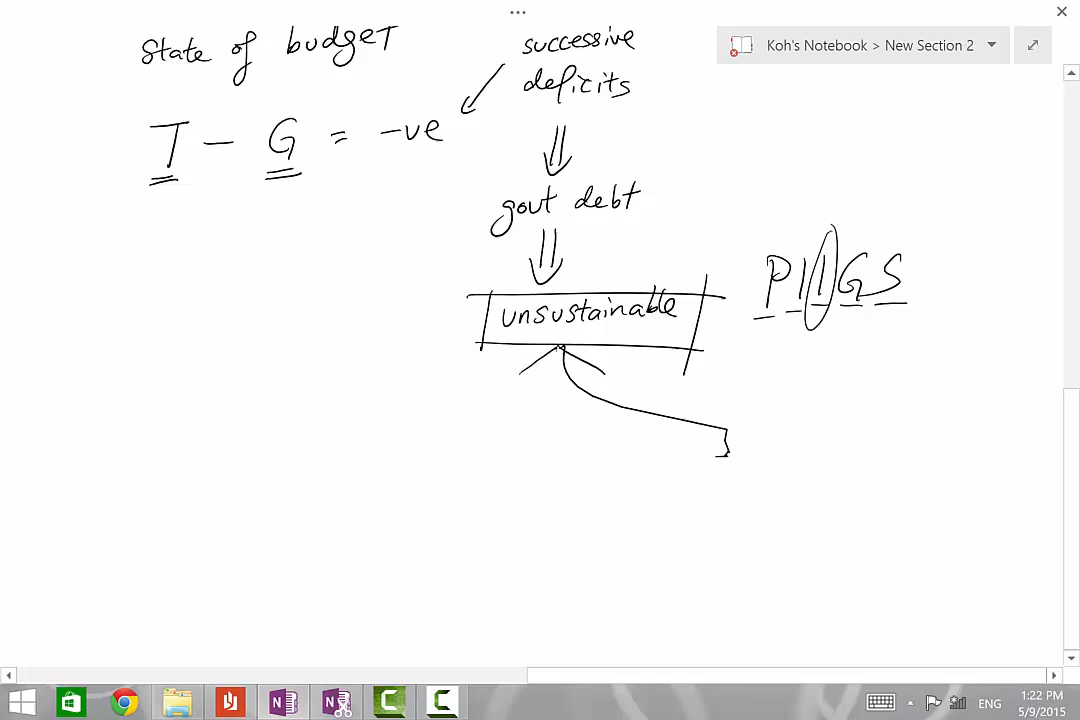 State of budget
successive
deficits
T - G = -ve
govt debt
unsustainable
PIIGS
Koh's Notebook > New Section 2
ENG
1:22 PM
5/9/2015